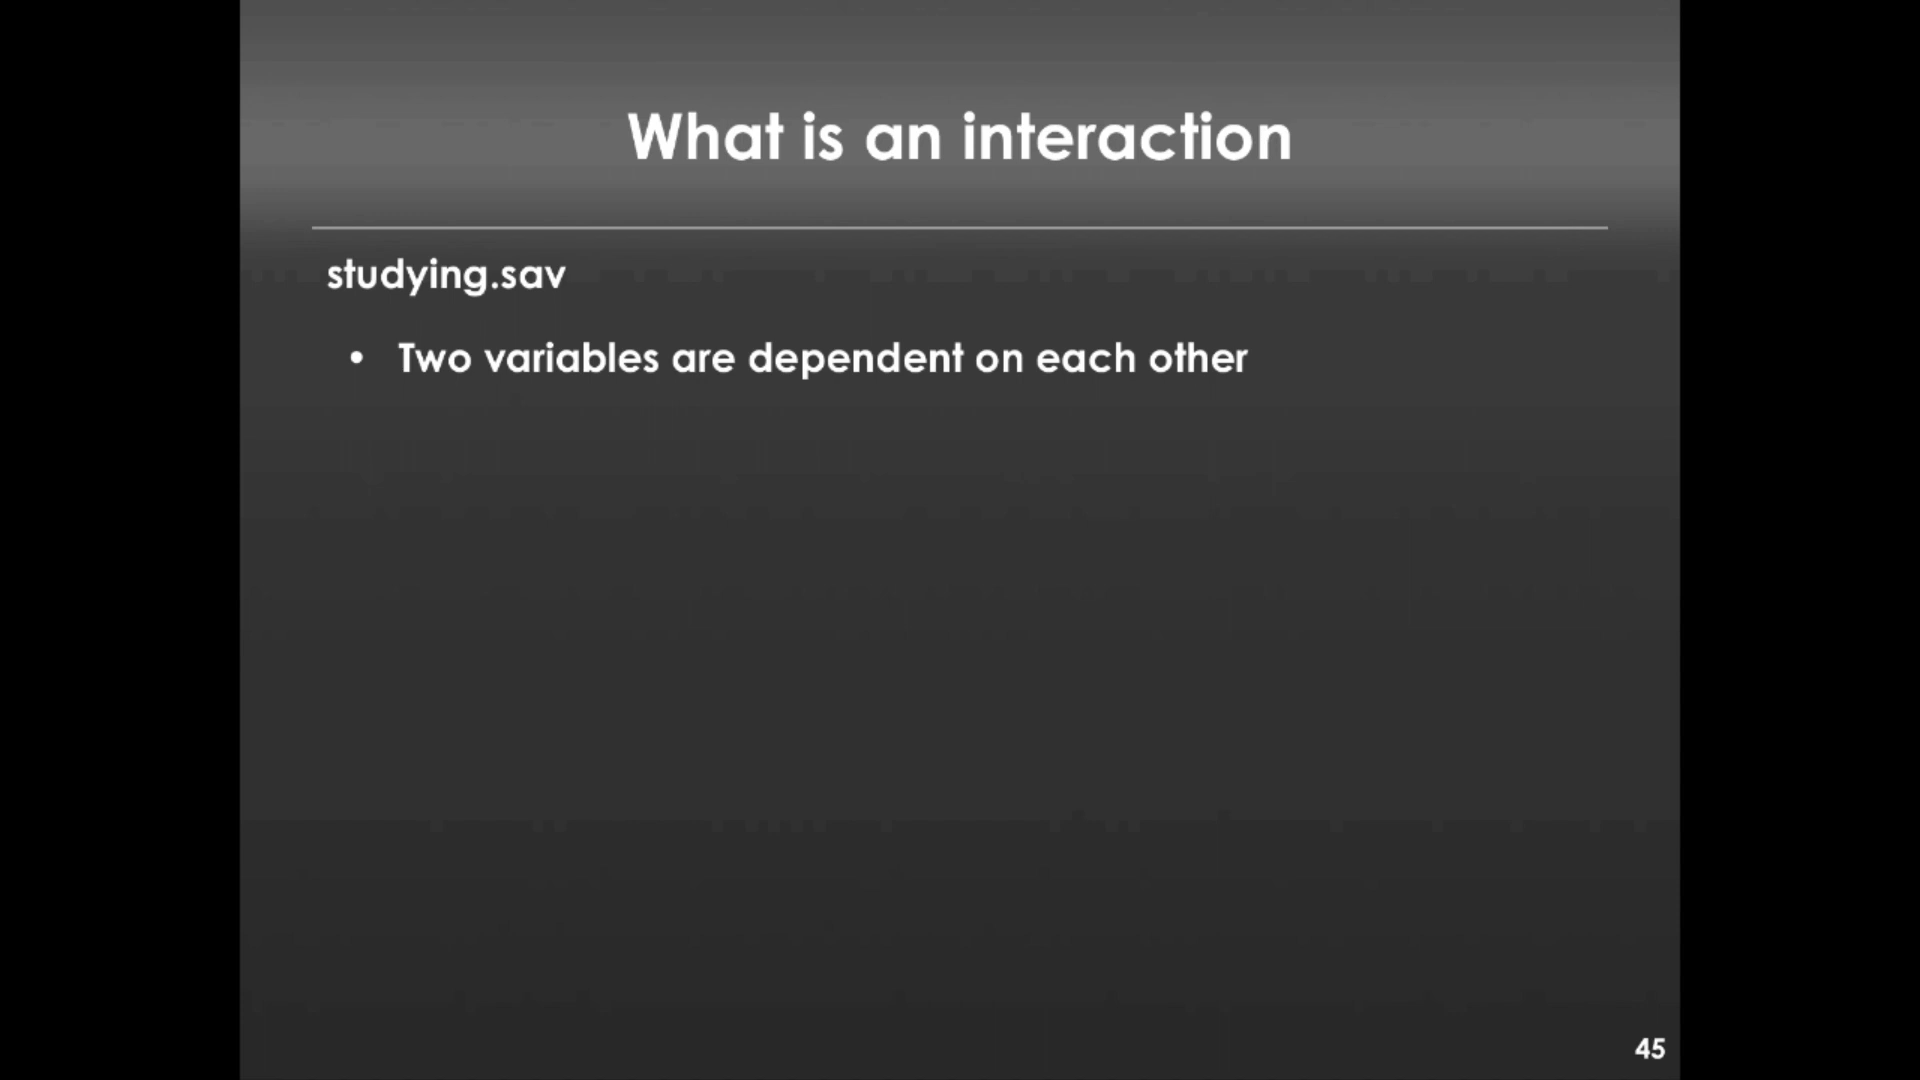 What is an interaction
studying.sav
• Two variables are dependent on each other
45